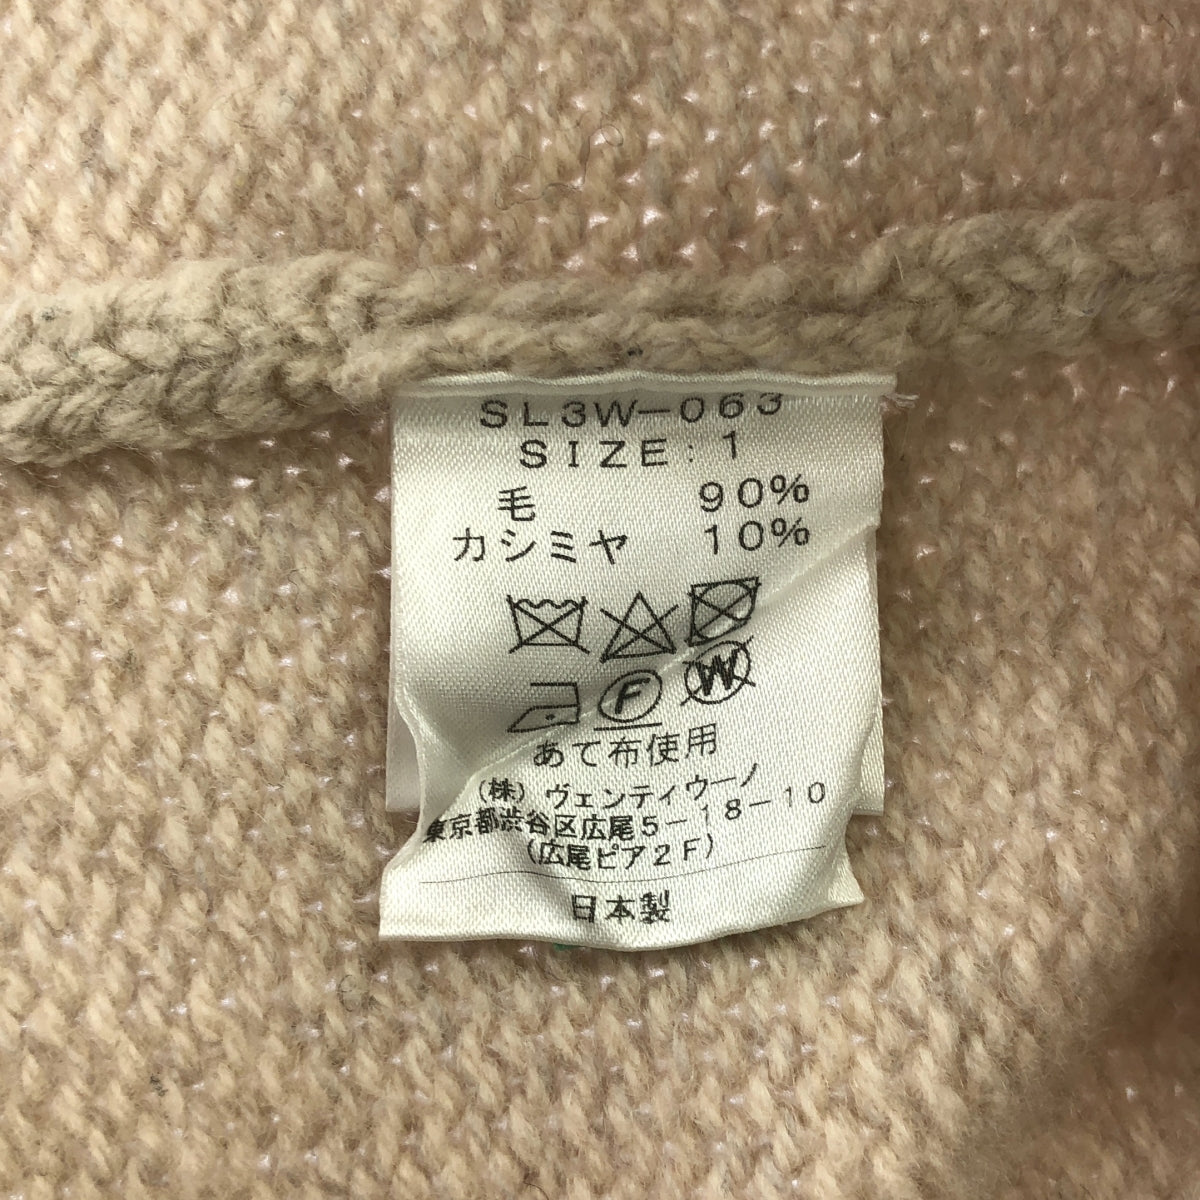 SL3W-063
SIZE:1
毛 90%
カシミヤ 10%
F W
あて布使用
(株)ヴェンティウーノ
東京都渋谷区広尾5-18-10
(広尾ピア2F)
日本製